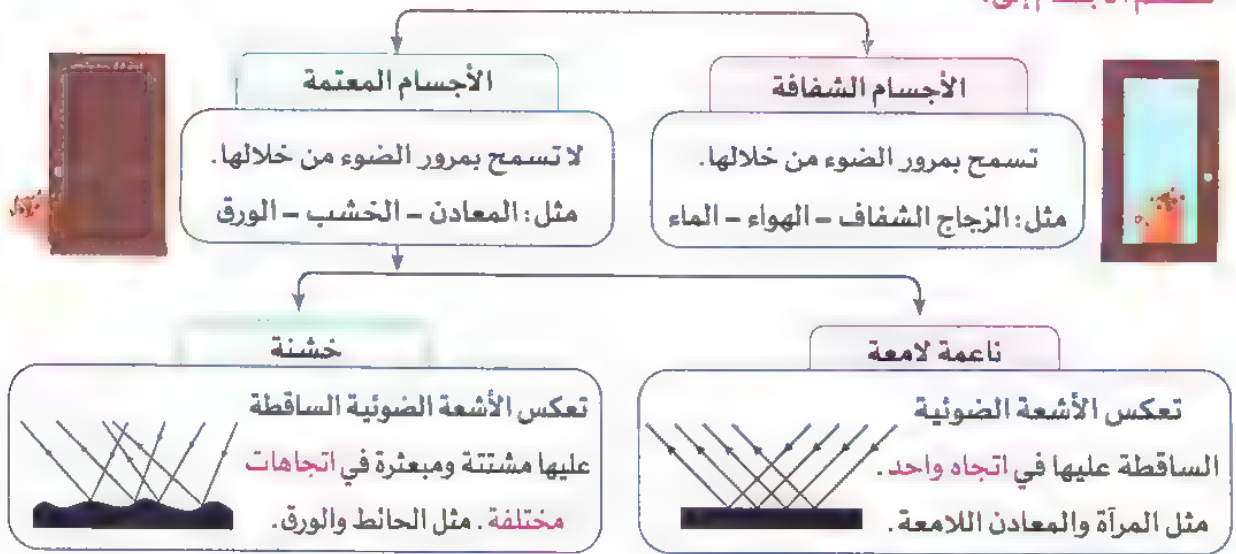 الأجسام الشفافة
تسمح بمرور الضوء من خلالها.
مثل: الزجاج الشفاف - الهواء - الماء
الأجسام المعتمة
لا تسمح بمرور الضوء من خلالها.
مثل: المعادن - الخشب - الورق
ناعمة لامعة
تعكس الأشعة الضوئية
الساقطة عليها في اتجاه واحد.
مثل المرآة والمعادن اللامعة.
خشنة
تعكس الأشعة الضوئية الساقطة
عليها مشتتة ومبعثرة في اتجاهات
مختلفة. مثل الحائط والورق.